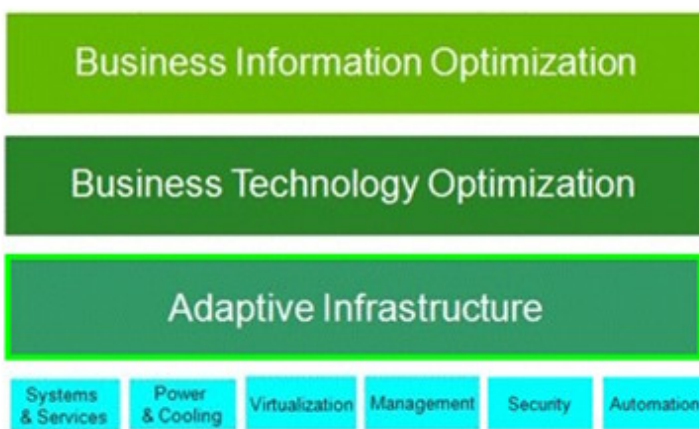 Business Information Optimization
Business Technology Optimization
Adaptive Infrastructure
Systems
& Services
Power
& Cooling
Virtualization
Management
Security
Automation